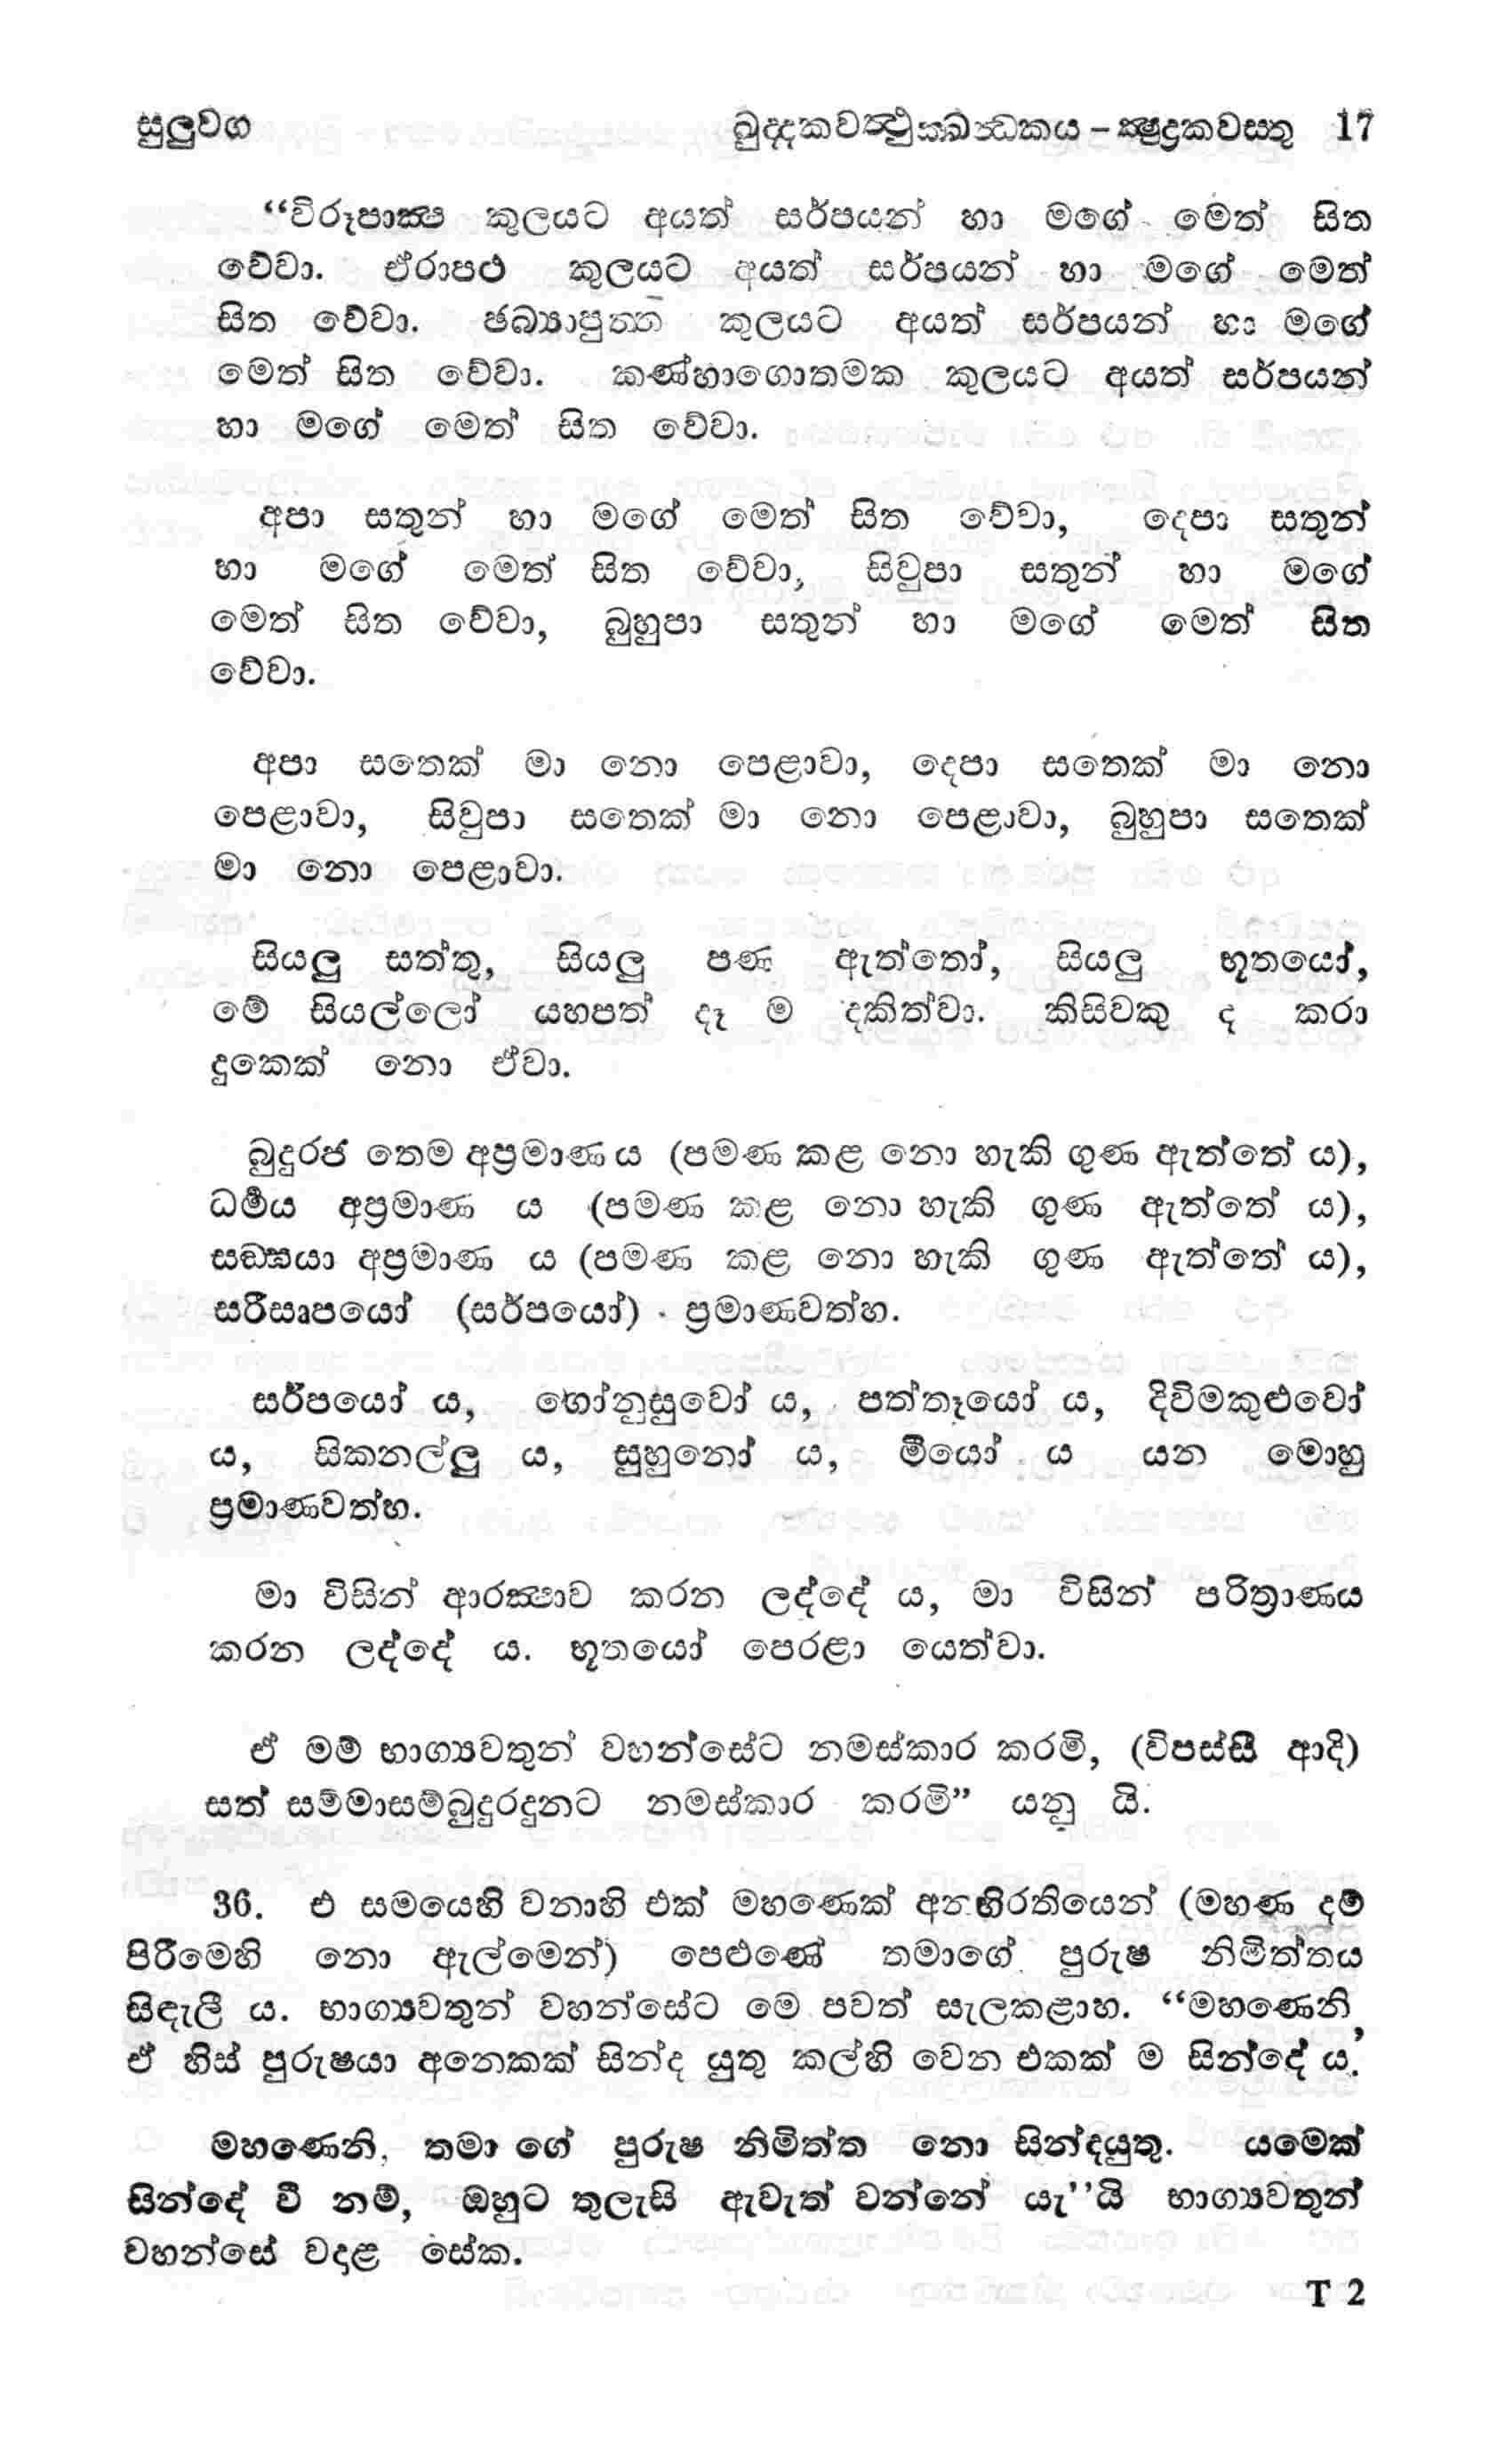 සුලුවග ඛුද්දකවත්ථුක්ඛන්ධකය – ක්ෂුද්‍රකවස්තු 17
“විරූපාක්ෂ කුලයට අයත් සර්පයන් හා මගේ මෙත් සිත
වේවා. ඒරාපළු කුලයට අයත් සර්පයන් හා මගේ මෙත්
සිත වේවා. ඡබ්‍යාපුත්ත කුලයට අයත් සර්පයන් හා මගේ
මෙත් සිත වේවා. කණ්හාගොතමක කුලයට අයත් සර්පයන්
හා මගේ මෙත් සිත වේවා.
අපා සතුන් හා මගේ මෙත් සිත වේවා, දෙපා සතුන්
හා මගේ මෙත් සිත වේවා, සිවුපා සතුන් හා මගේ
මෙත් සිත වේවා, බුහුපා සතුන් හා මගේ මෙත් සිත
වේවා.
අපා සතෙක් මා නො පෙළාවා, දෙපා සතෙක් මා නො
පෙළාවා, සිවුපා සතෙක් මා නො පෙළාවා, බුහුපා සතෙක්
මා නො පෙළාවා.
සියලු සත්තු, සියලු පණ ඇත්තෝ, සියලු භූතයෝ,
මේ සියල්ලෝ යහපත් දෑ ම දකිත්වා. කිසිවකු ද කරා
දුකෙක් නො ඒවා.
බුදුරජ තෙම අප්‍රමාණ ය (පමණ කළ නො හැකි ගුණ ඇත්තේ ය),
ධර්‍මය අප්‍රමාණ ය (පමණ කළ නො හැකි ගුණ ඇත්තේ ය),
සඞ්ඝයා අප්‍රමාණ ය (පමණ කළ නො හැකි ගුණ ඇත්තේ ය),
සරීසෘපයෝ (සර්පයෝ) ප්‍රමාණවත්හ.
සර්පයෝ ය, ගෝනුසුවෝ ය, පත්තෑයෝ ය, දිවිමකුළුවෝ
ය, සිකනල්ලු ය, සුහුනෝ ය, මීයෝ ය යන මොහු
ප්‍රමාණවත්හ.
මා විසින් ආරක්ෂාව කරන ලද්දේ ය, මා විසින් පරිත්‍රාණය
කරන ලද්දේ ය. භූතයෝ පෙරළා යෙත්වා.
ඒ මම් භාග්‍යවතුන් වහන්සේට නමස්කාර කරමි, (විපස්සී ආදි)
සත් සම්මාසම්බුදුරදුනට නමස්කාර කරමි” යනු යි.
36. එ සමයෙහි වනාහි එක් මහණෙක් අනභිරතියෙන් (මහණ දම්
පිරීමෙහි නො ඇල්මෙන්) පෙළුණේ තමාගේ පුරුෂ නිමිත්තය
සිඳැලී ය. භාග්‍යවතුන් වහන්සේට මෙ පවත් සැලකළාහ. “මහණෙනි,
ඒ හිස් පුරුෂයා අනෙකක් සින්ද යුතු කල්හි වෙන එකක් ම සින්දේ ය.’
මහණෙනි, තමා ගේ පුරුෂ නිමිත්ත නො සින්දයුතු. යමෙක්
සින්දේ වී නම්, ඔහුට තුලැසි ඇවැත් වන්නේ යැ’’යි භාග්‍යවතුන්
වහන්සේ වදාළ සේක.
T 2